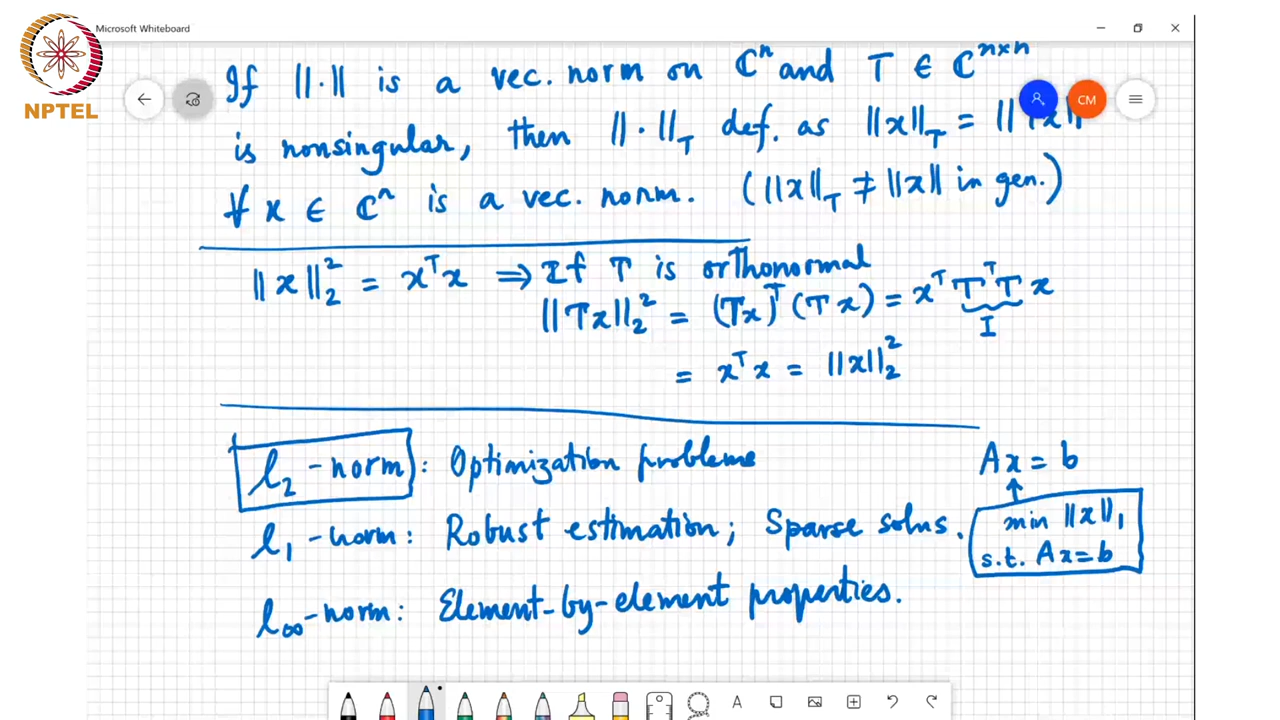 Microsoft Whiteboard
NPTEL
CM
If ||·|| is a vec. norm on ℂⁿ and T ∈ ℂⁿˣⁿ
is nonsingular, then ||·||_T def. as ||x||_T = ||Tx||
∀ x ∈ ℂⁿ is a vec. norm. (||x||_T ≠ ||x|| in gen.)
||x||₂² = xᵀx ⇒ If T is orthonormal
||Tx||₂² = (Tx)ᵀ(Tx) = xᵀTᵀTx
I
= xᵀx = ||x||₂²
l₂-norm: Optimization problems
Ax = b
l₁-norm: Robust estimation; Sparse solns.
min ||x||₁
s.t. Ax=b
l∞-norm: Element-by-element properties.
A